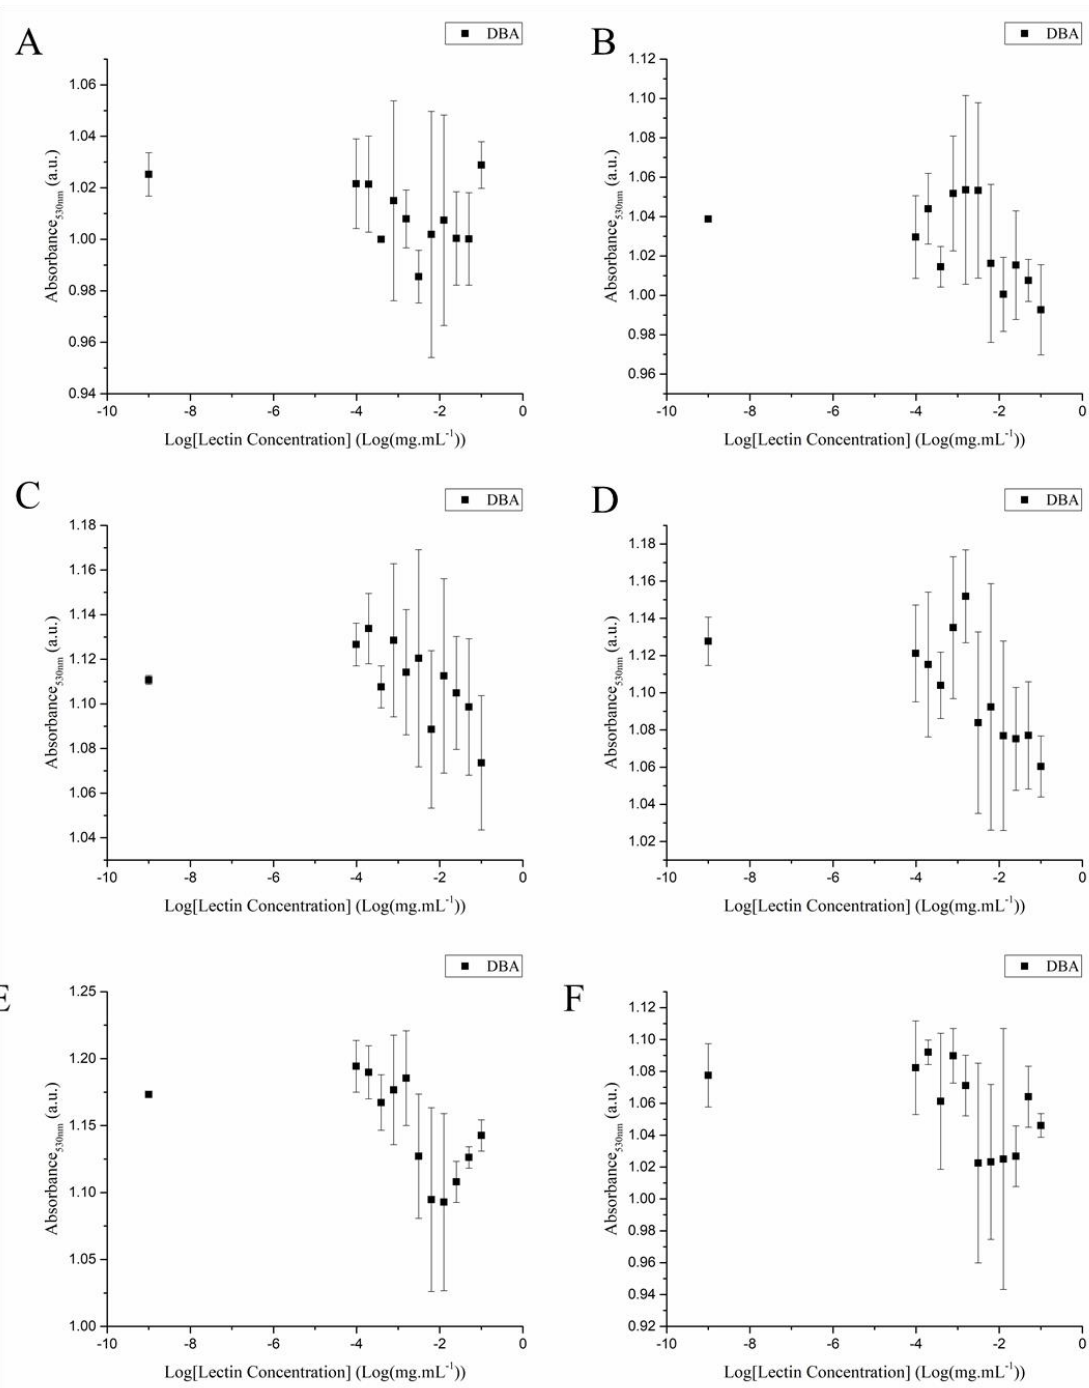 A
DBA
1.06
1.04
1.02
1.00
0.98
0.96
0.94
Absorbance530nm (a.u.)
-10 -8 -6 -4 -2 0
Log[Lectin Concentration] (Log(mg.mL-1))
B
DBA
1.12
1.10
1.08
1.06
1.04
1.02
1.00
0.98
0.96
Absorbance530nm (a.u.)
-10 -8 -6 -4 -2 0
Log[Lectin Concentration] (Log(mg.mL-1))
C
DBA
1.18
1.16
1.14
1.12
1.10
1.08
1.06
1.04
Absorbance530nm (a.u.)
-10 -8 -6 -4 -2 0
Log[Lectin Concentration] (Log(mg.mL-1))
D
DBA
1.18
1.16
1.14
1.12
1.10
1.08
1.06
1.04
1.02
Absorbance530nm (a.u.)
-10 -8 -6 -4 -2 0
Log[Lectin Concentration] (Log(mg.mL-1))
E
DBA
1.25
1.20
1.15
1.10
1.05
1.00
Absorbance530nm (a.u.)
-10 -8 -6 -4 -2 0
Log[Lectin Concentration] (Log(mg.mL-1))
F
DBA
1.12
1.10
1.08
1.06
1.04
1.02
1.00
0.98
0.96
0.94
0.92
Absorbance530nm (a.u.)
-10 -8 -6 -4 -2 0
Log[Lectin Concentration] (Log(mg.mL-1))